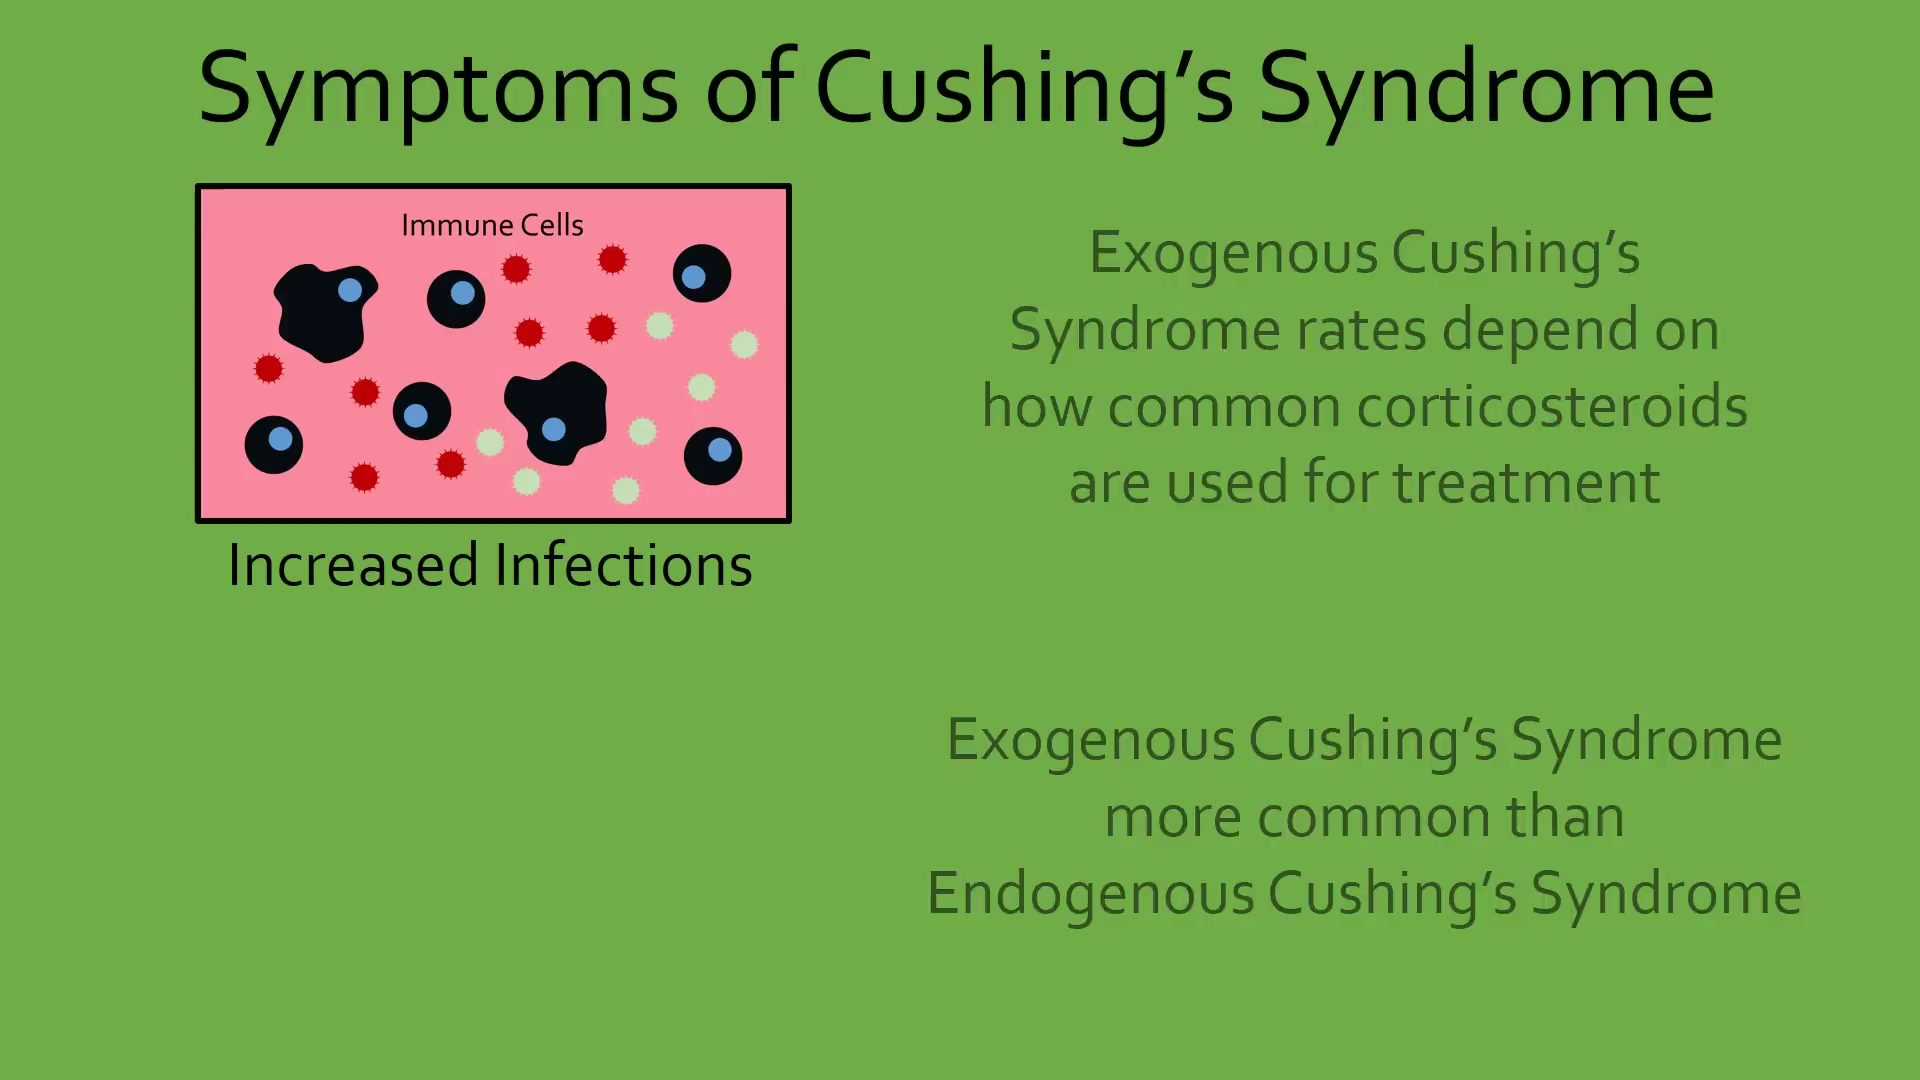 Symptoms of Cushing’s Syndrome
Immune Cells
Increased Infections
Exogenous Cushing’s
Syndrome rates depend on
how common corticosteroids
are used for treatment
Exogenous Cushing’s Syndrome
more common than
Endogenous Cushing’s Syndrome